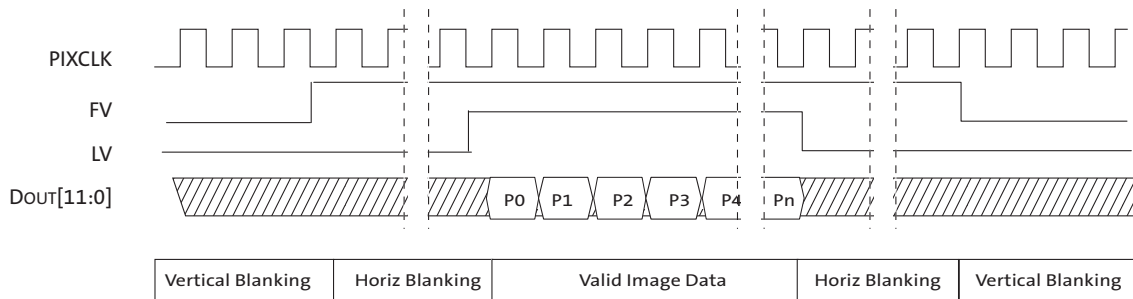 PIXCLK
FV
LV
DOUT[11:0]
P0 P1 P2 P3 P4 Pn
Vertical Blanking Horiz Blanking Valid Image Data Horiz Blanking Vertical Blanking